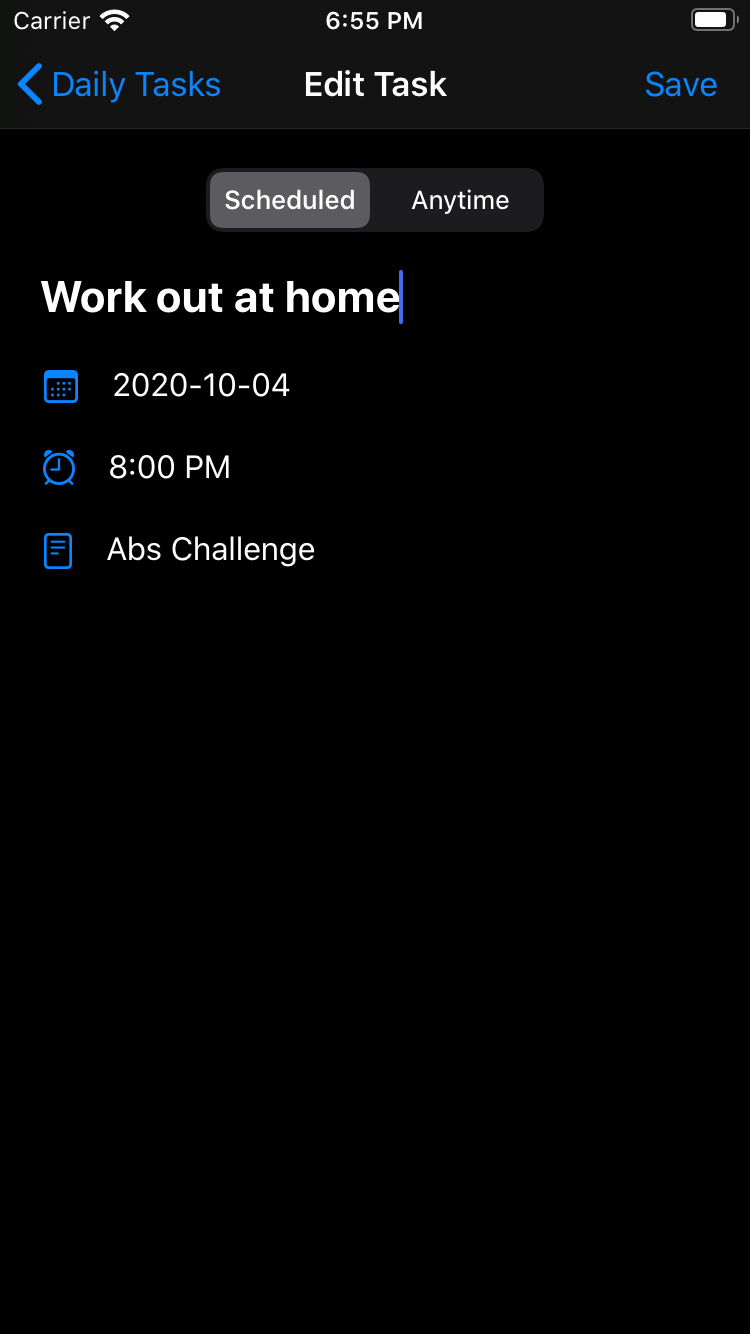 Carrier 6:55 PM
Daily Tasks Edit Task Save
Scheduled Anytime
Work out at home
2020-10-04
8:00 PM
Abs Challenge